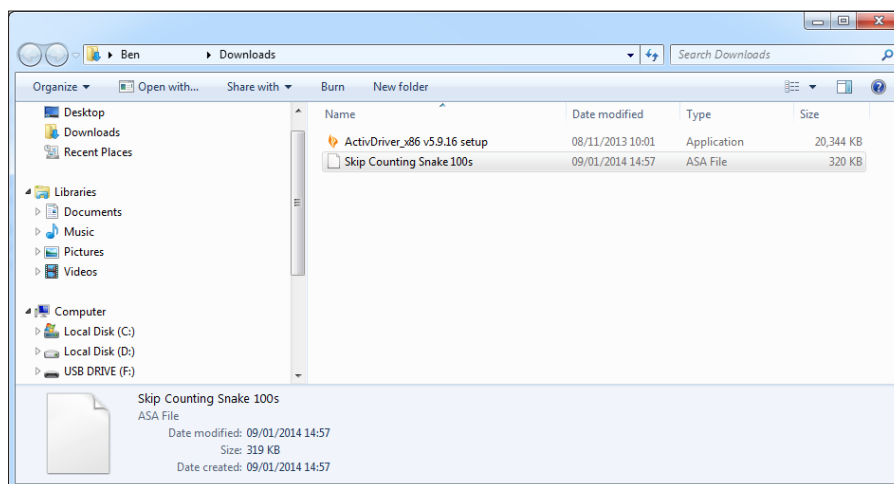 Ben Downloads Search Downloads
Organize Open with... Share with Burn New folder
Desktop
Downloads
Recent Places
Libraries
Documents
Music
Pictures
Videos
Computer
Local Disk (C:)
Local Disk (D:)
USB DRIVE (F:)
Name Date modified Type Size
ActivDriver_x86 v5.9.16 setup 08/11/2013 10:01 Application 20,344 KB
Skip Counting Snake 100s 09/01/2014 14:57 ASA File 320 KB
Skip Counting Snake 100s
ASA File
Date modified: 09/01/2014 14:57
Size: 319 KB
Date created: 09/01/2014 14:57